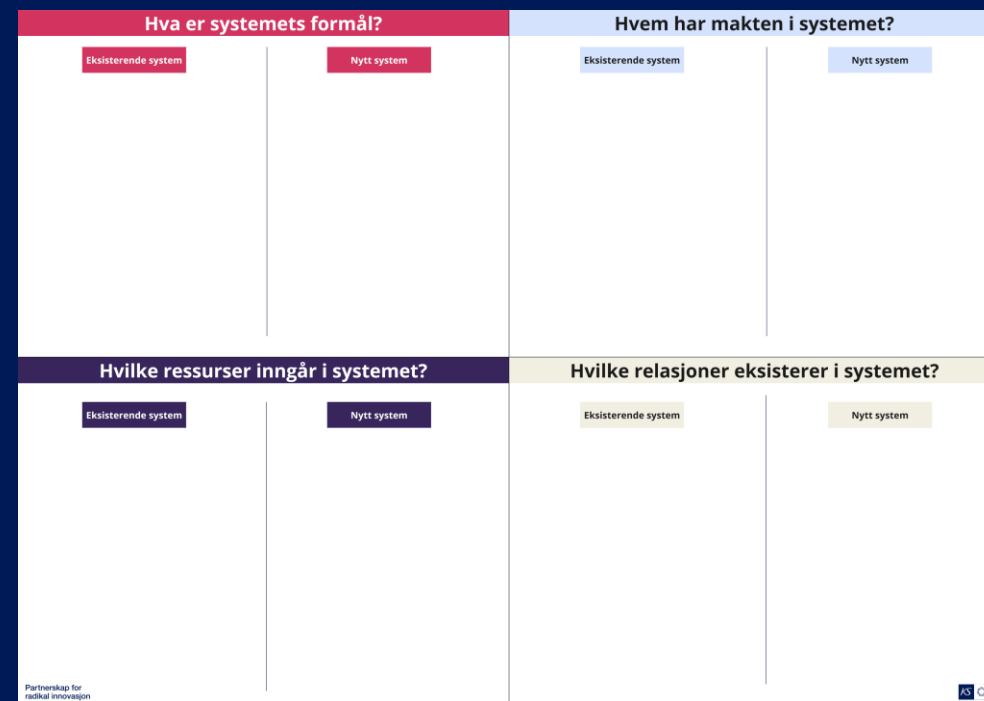 Hva er systemets formål?
Hvem har makten i systemet?
Eksisterende system
Nytt system
Eksisterende system
Nytt system
Hvilke ressurser inngår i systemet?
Hvilke relasjoner eksisterer i systemet?
Eksisterende system
Nytt system
Eksisterende system
Nytt system
Partnerskap for
radikal innovasjon
KS